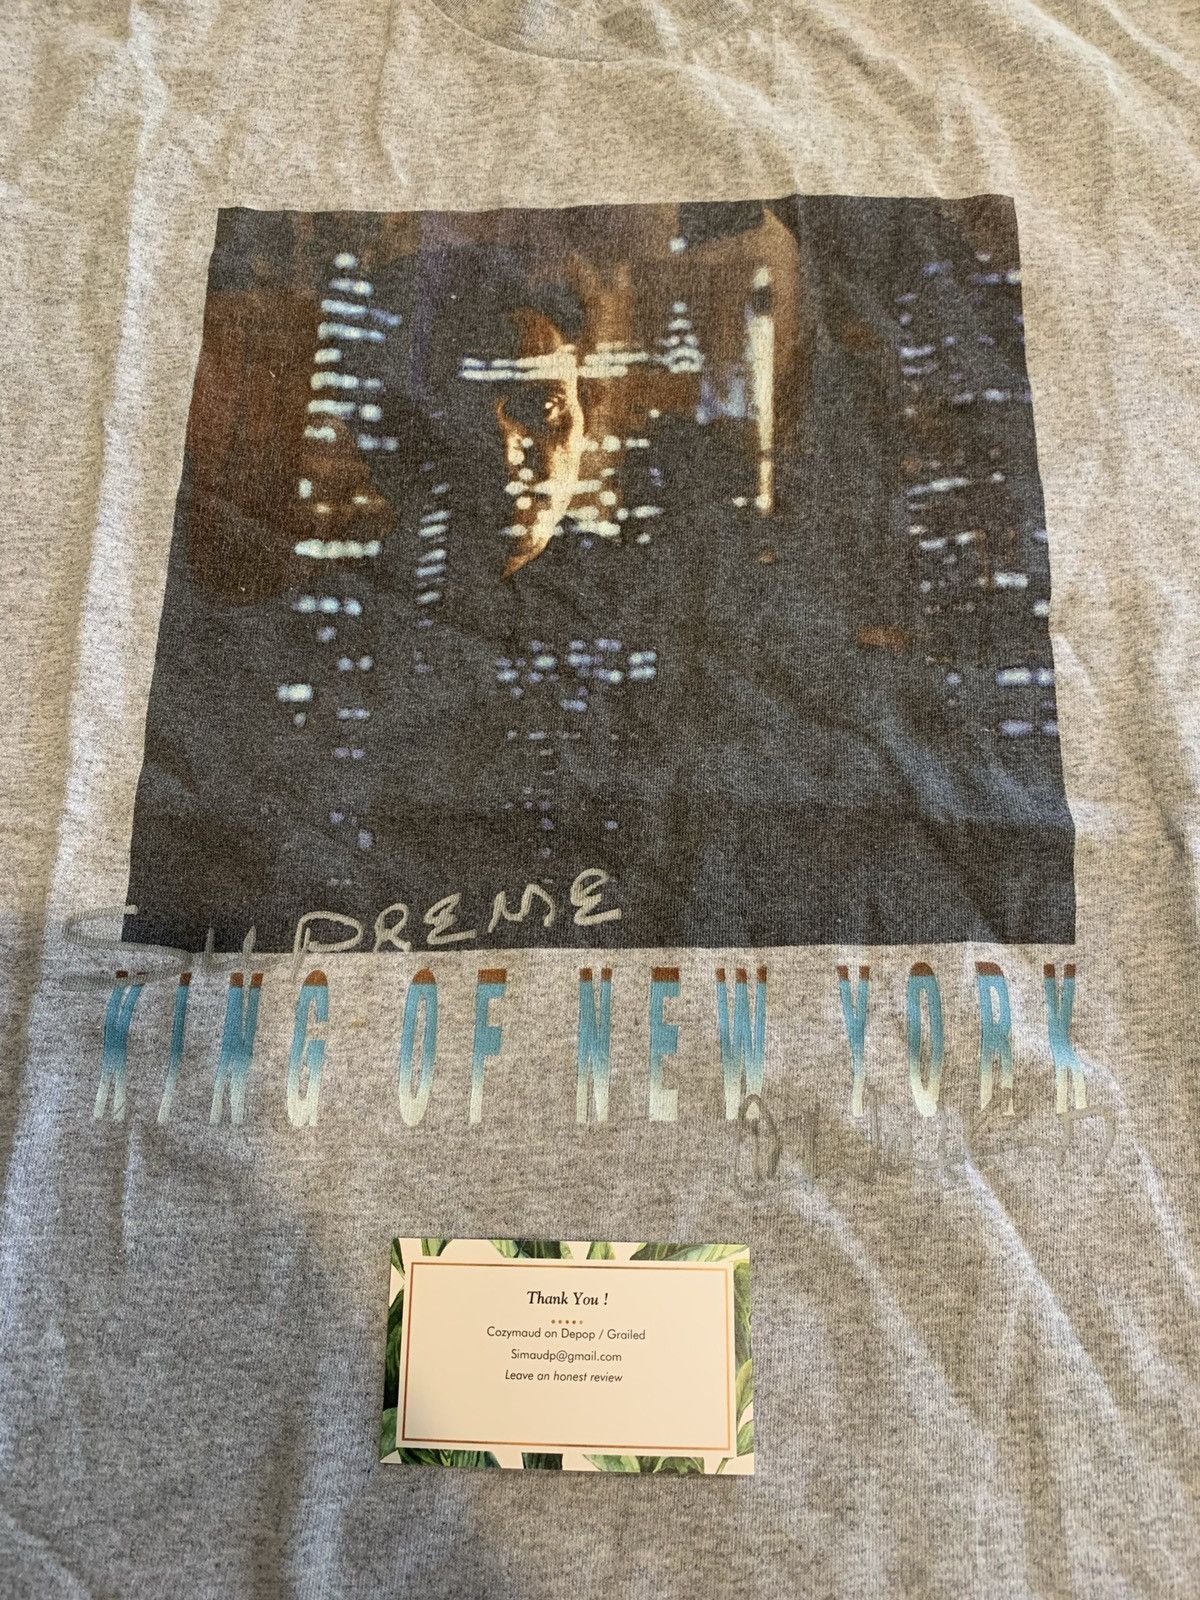 SUPREME
KING OF NEW YORK
Thank You !
Cozymaud on Depop / Grailed
Simaudp@gmail.com
Leave an honest review